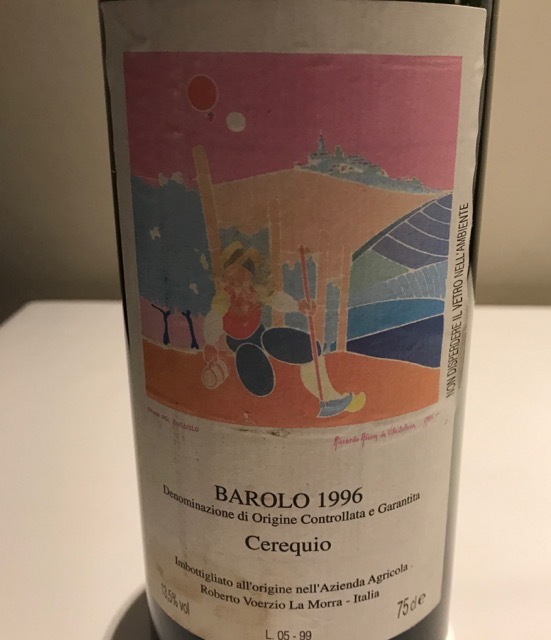 NON DISPERDERE IL VETRO NELL'AMBIENTE
BAROLO 1996
Denominazione di Origine Controllata e Garantita
Cerequio
Imbottigliato all'origine nell'Azienda Agricola
Roberto Voerzio La Morra - Italia
13,5% vol
75 cl e
L. 05 - 99